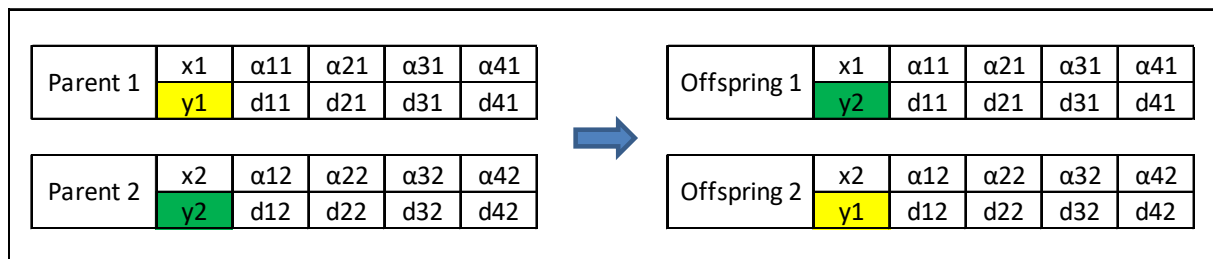 Parent 1 x1 α11 α21 α31 α41
y1 d11 d21 d31 d41
Parent 2 x2 α12 α22 α32 α42
y2 d12 d22 d32 d42
Offspring 1 x1 α11 α21 α31 α41
y2 d11 d21 d31 d41
Offspring 2 x2 α12 α22 α32 α42
y1 d12 d22 d32 d42